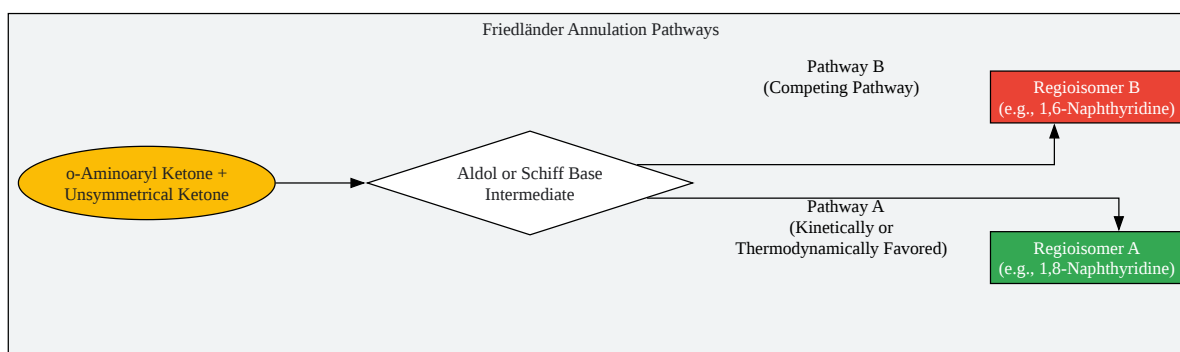 Friedländer Annulation Pathways
o-Aminoaryl Ketone +
Unsymmetrical Ketone
Aldol or Schiff Base
Intermediate
Pathway B
(Competing Pathway)
Regioisomer B
(e.g., 1,6-Naphthyridine)
Pathway A
(Kinetically or
Thermodynamically Favored)
Regioisomer A
(e.g., 1,8-Naphthyridine)